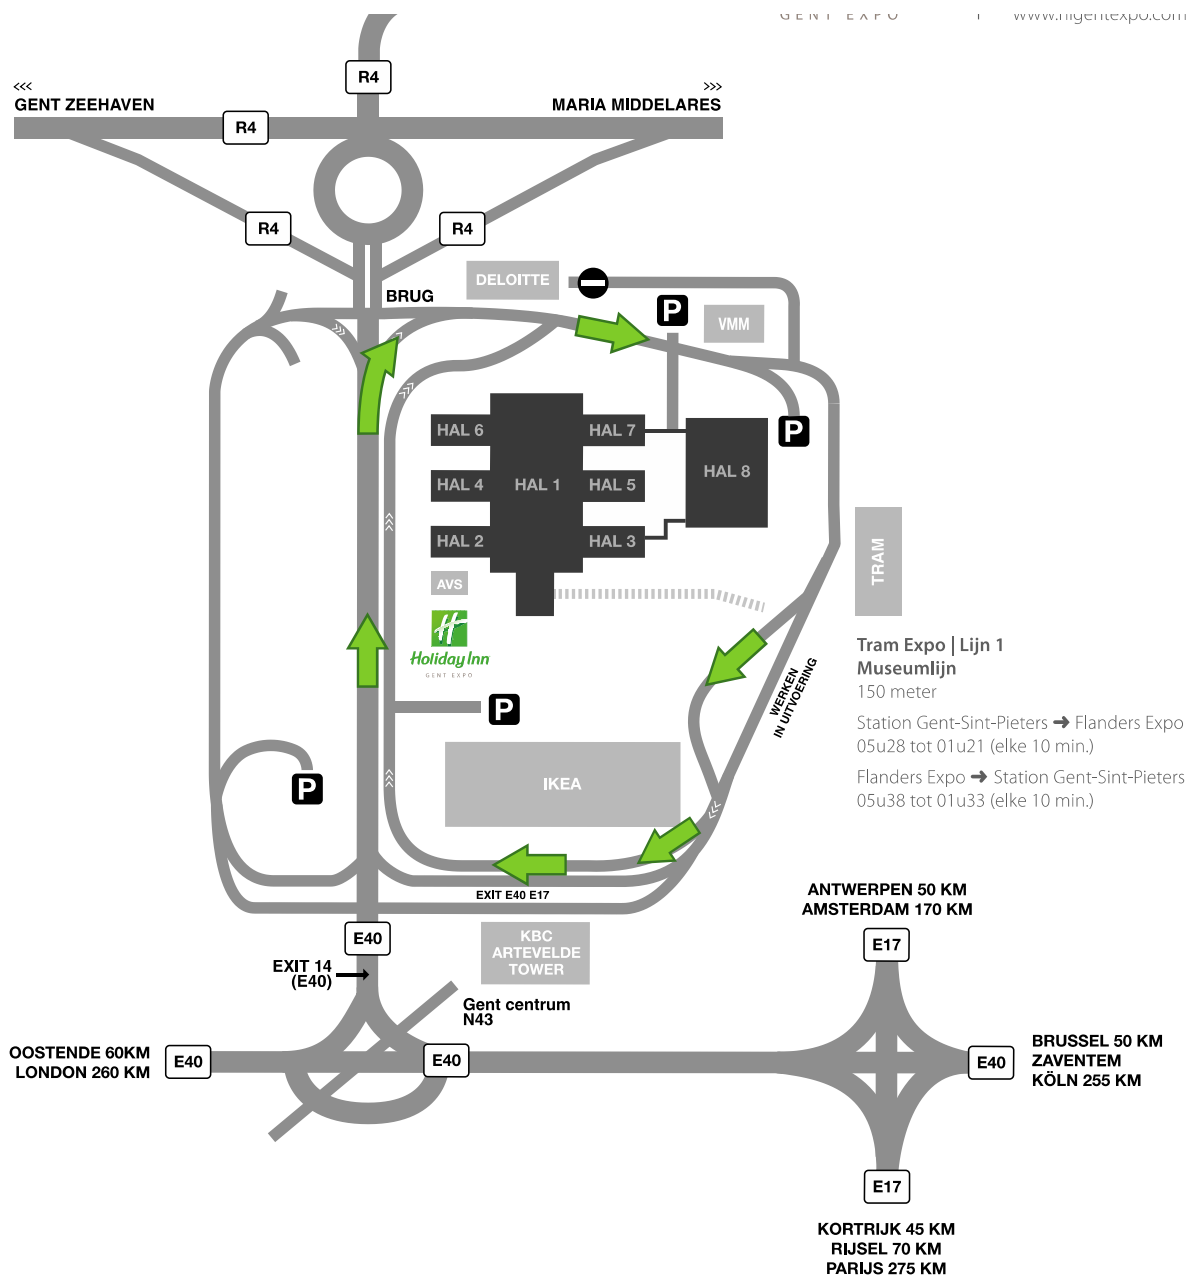 GENT EXPO | www.higentexpo.com
R4
<<<
GENT ZEEHAVEN
>>>
MARIA MIDDELARES
R4
R4
R4
BRUG
DELOITTE
P
VMM
>>>
>>>
>>>
HAL 6
HAL 7
P
HAL 4
HAL 1
HAL 5
HAL 8
HAL 2
HAL 3
>>>
AVS
TRAM
H
Holiday Inn
GENT EXPO
Tram Expo | Lijn 1
Museumlijn
150 meter
Station Gent-Sint-Pieters ➜ Flanders Expo
05u28 tot 01u21 (elke 10 min.)
Flanders Expo ➜ Station Gent-Sint-Pieters
05u38 tot 01u33 (elke 10 min.)
WERKEN
IN UITVOERING
P
P
IKEA
>>>
>>>
EXIT E40 E17
E40
KBC
ARTEVELDE
TOWER
EXIT 14
(E40)
Gent centrum
N43
ANTWERPEN 50 KM
AMSTERDAM 170 KM
E17
OOSTENDE 60KM
LONDON 260 KM
E40
E40
E40
BRUSSEL 50 KM
ZAVENTEM
KÖLN 255 KM
E17
KORTRIJK 45 KM
RIJSEL 70 KM
PARIJS 275 KM